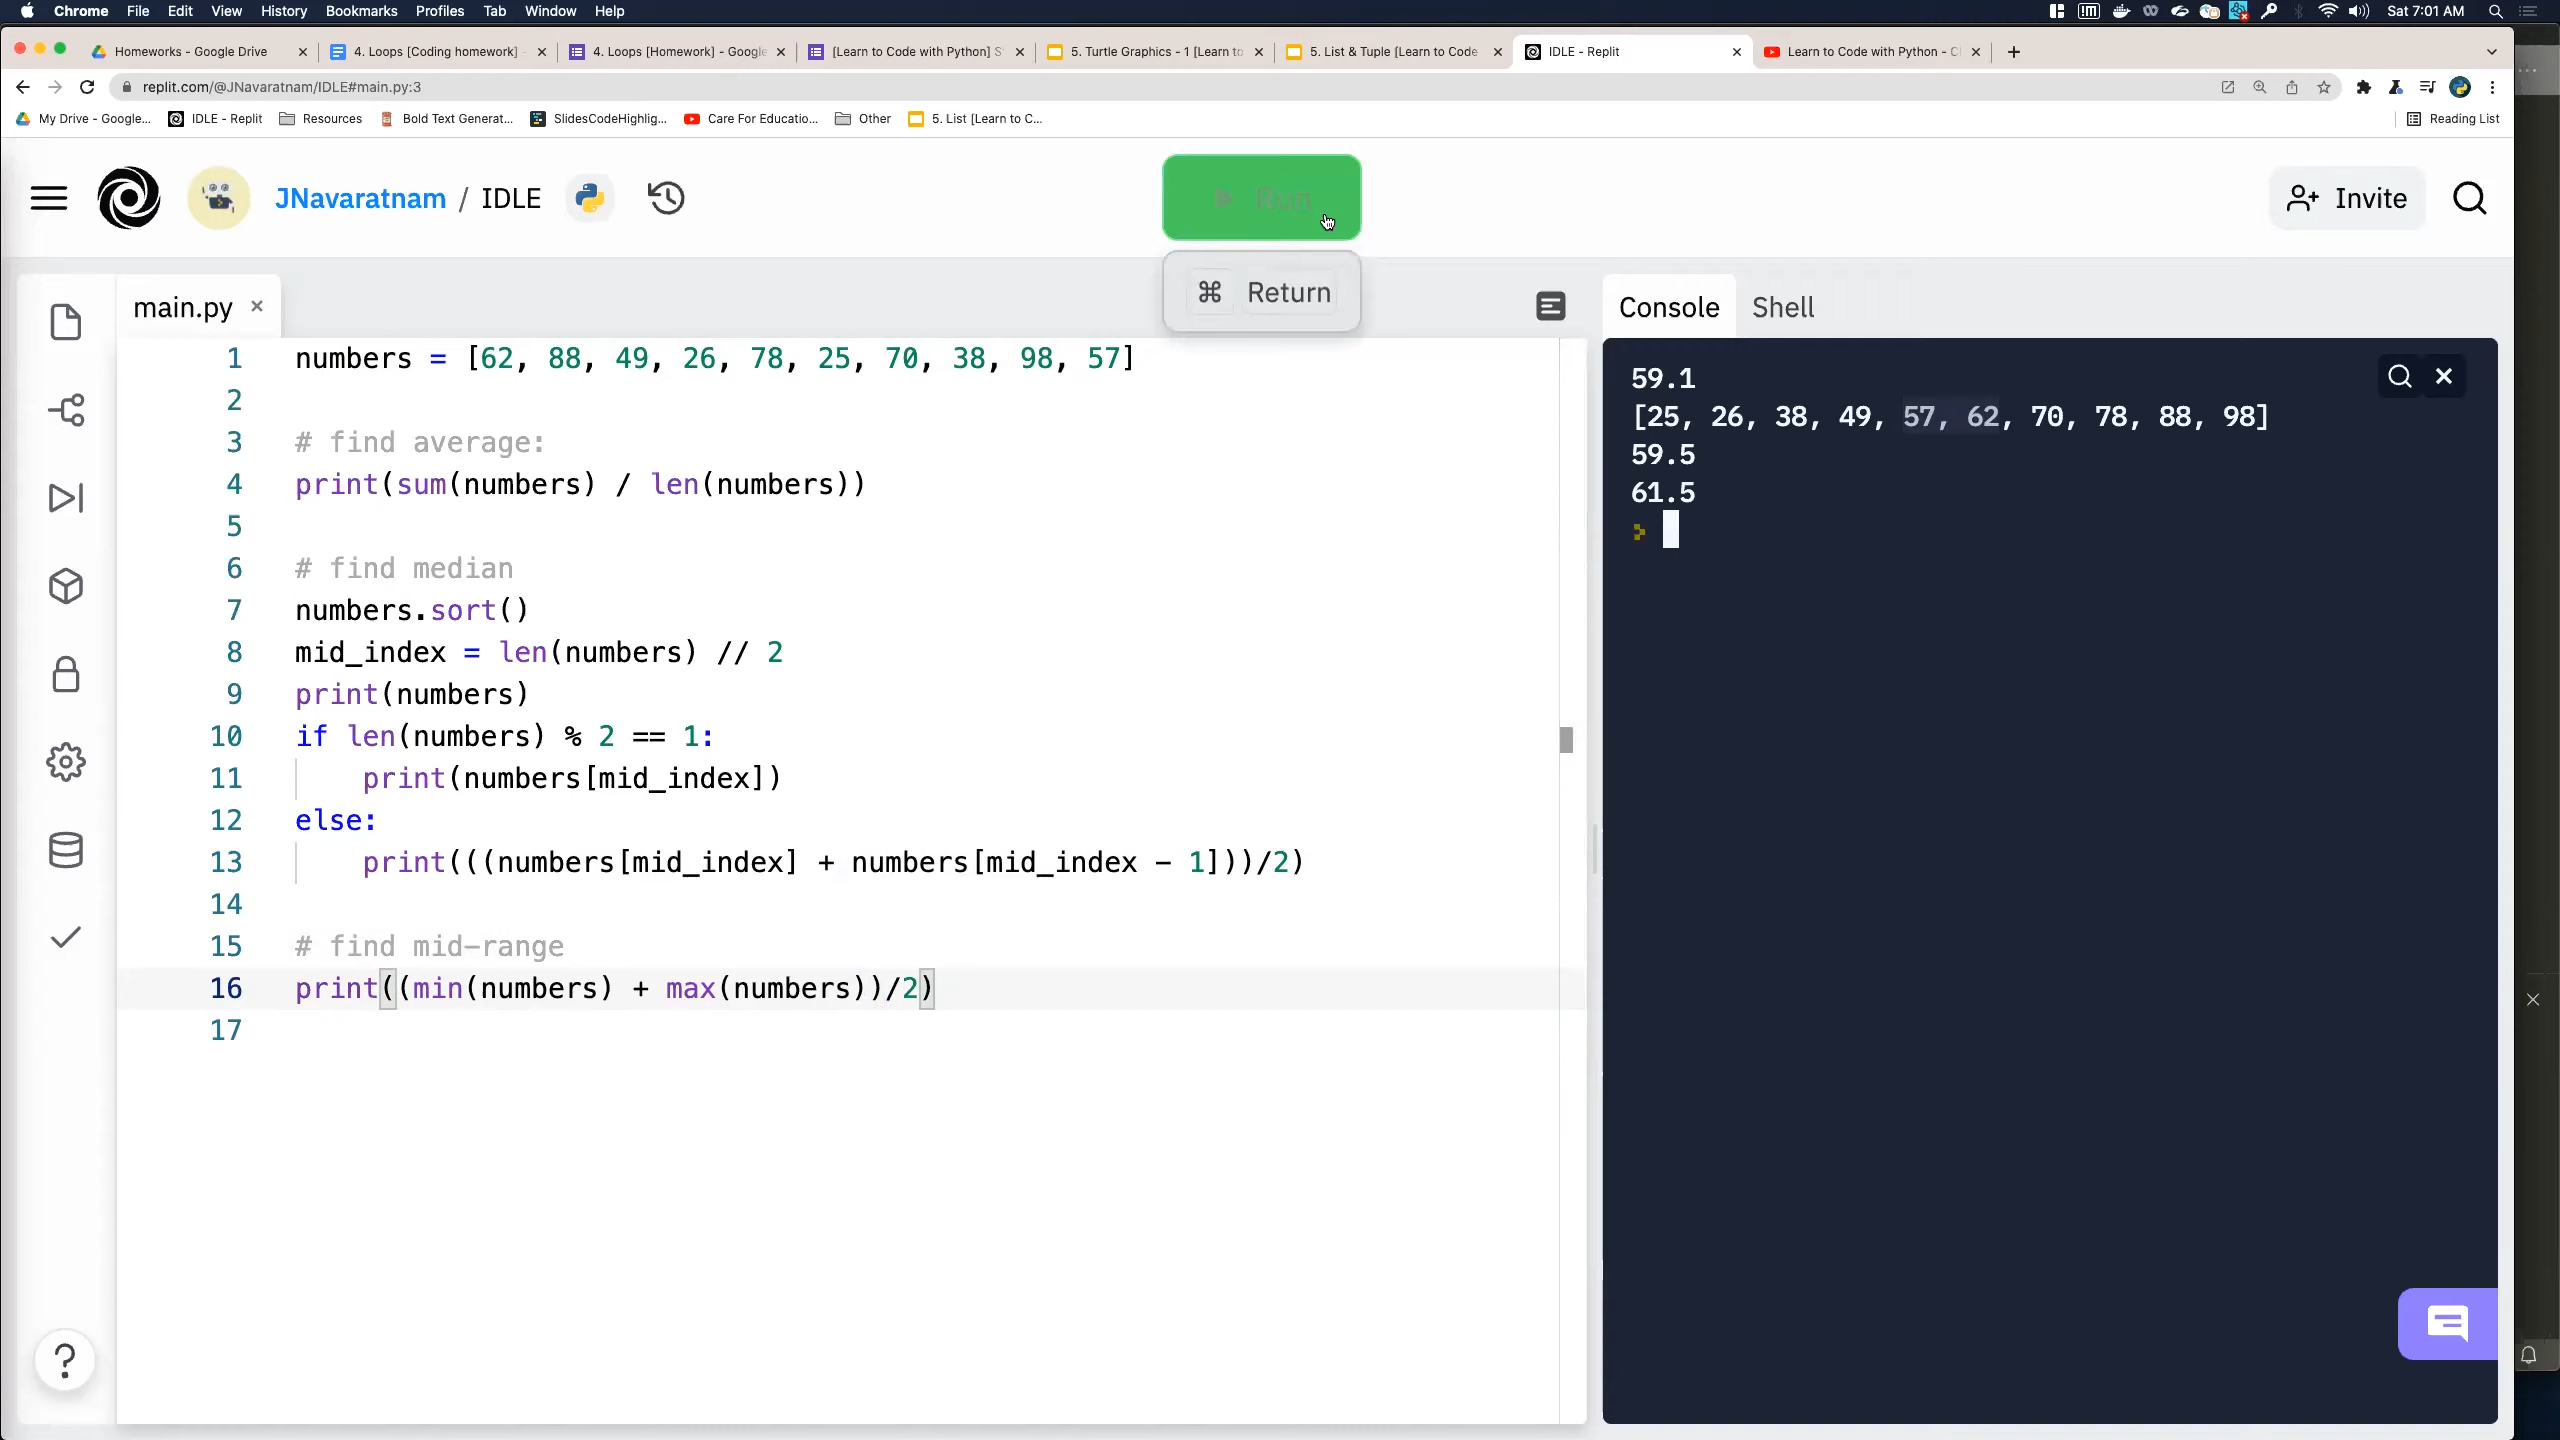 Chrome File Edit View History Bookmarks Profiles Tab Window Help Sat 7:01 AM
Homeworks - Google Drive
4. Loops [Coding homework] -
4. Loops [Homework] - Google
[Learn to Code with Python] S
5. Turtle Graphics - 1 [Learn to
5. List & Tuple [Learn to Code
IDLE - Replit
Learn to Code with Python - Cl
replit.com/@JNavaratnam/IDLE#main.py:3
My Drive - Google... IDLE - Replit Resources Bold Text Generat... SlidesCodeHighlig... Care For Educatio... Other 5. List [Learn to C... Reading List
JNavaratnam / IDLE
Run
Invite
⌘ Return
main.py
Console Shell
1 numbers = [62, 88, 49, 26, 78, 25, 70, 38, 98, 57]
2
3 # find average:
4 print(sum(numbers) / len(numbers))
5
6 # find median
7 numbers.sort()
8 mid_index = len(numbers) // 2
9 print(numbers)
10 if len(numbers) % 2 == 1:
11 print(numbers[mid_index])
12 else:
13 print(((numbers[mid_index] + numbers[mid_index - 1]))/2)
14
15 # find mid-range
16 print((min(numbers) + max(numbers))/2)
17
59.1
[25, 26, 38, 49, 57, 62, 70, 78, 88, 98]
59.5
61.5